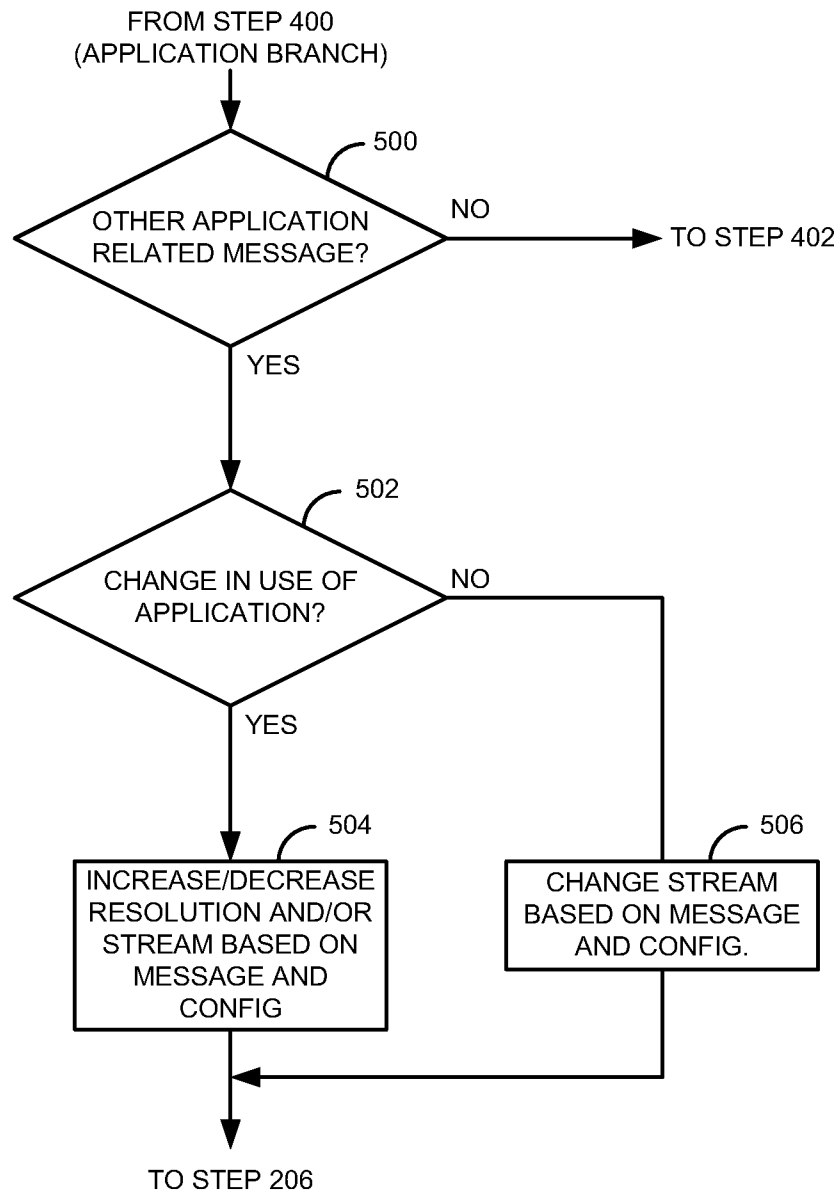 FROM STEP 400
(APPLICATION BRANCH)
500
OTHER APPLICATION
RELATED MESSAGE?
NO
TO STEP 402
YES
502
CHANGE IN USE OF
APPLICATION?
NO
YES
504
INCREASE/DECREASE
RESOLUTION AND/OR
STREAM BASED ON
MESSAGE AND
CONFIG
506
CHANGE STREAM
BASED ON MESSAGE
AND CONFIG.
TO STEP 206